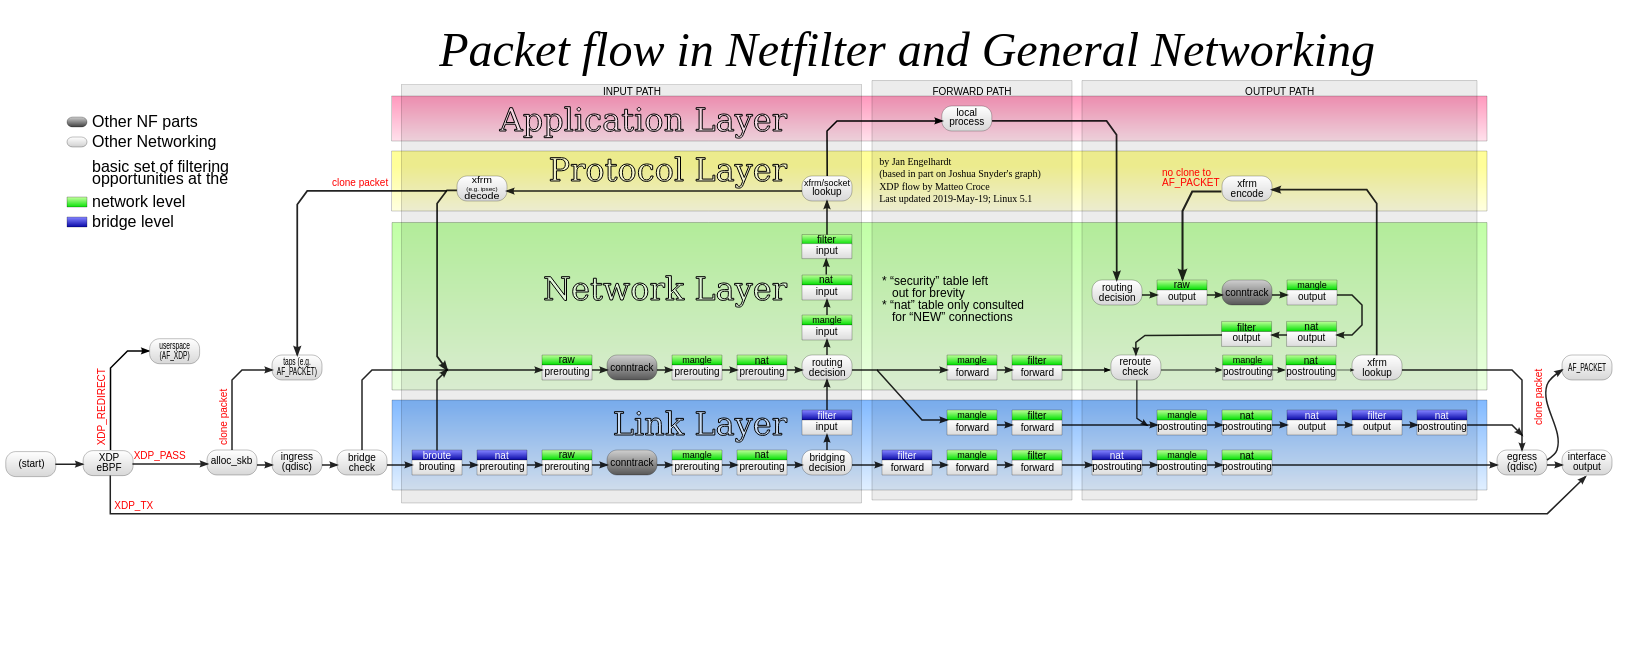 Packet flow in Netfilter and General Networking
INPUT PATH
FORWARD PATH
OUTPUT PATH
Other NF parts
Other Networking
basic set of filtering
opportunities at the
network level
bridge level
Application Layer
local
process
Protocol Layer
clone packet
xfrm
(e.g. ipsec)
decode
xfrm/socket
lookup
by Jan Engelhardt
(based in part on Joshua Snyder's graph)
XDP flow by Matteo Croce
Last updated 2019-May-19; Linux 5.1
no clone to
AF_PACKET
xfrm
encode
Network Layer
filter
input
nat
input
mangle
input
* “security” table left
out for brevity
* “nat” table only consulted
for “NEW” connections
routing
decision
raw
output
conntrack
mangle
output
filter
output
nat
output
userspace
(AF_XDP)
taps (e.g.
AF_PACKET)
raw
prerouting
conntrack
mangle
prerouting
nat
prerouting
routing
decision
mangle
forward
filter
forward
reroute
check
mangle
postrouting
nat
postrouting
xfrm
lookup
AF_PACKET
XDP_REDIRECT
clone packet
clone packet
Link Layer
filter
input
mangle
forward
filter
forward
mangle
postrouting
nat
postrouting
nat
output
filter
output
nat
postrouting
(start)
XDP
eBPF
XDP_PASS
alloc_skb
ingress
(qdisc)
bridge
check
broute
brouting
nat
prerouting
raw
prerouting
conntrack
mangle
prerouting
nat
prerouting
bridging
decision
filter
forward
mangle
forward
filter
forward
nat
postrouting
mangle
postrouting
nat
postrouting
egress
(qdisc)
interface
output
XDP_TX